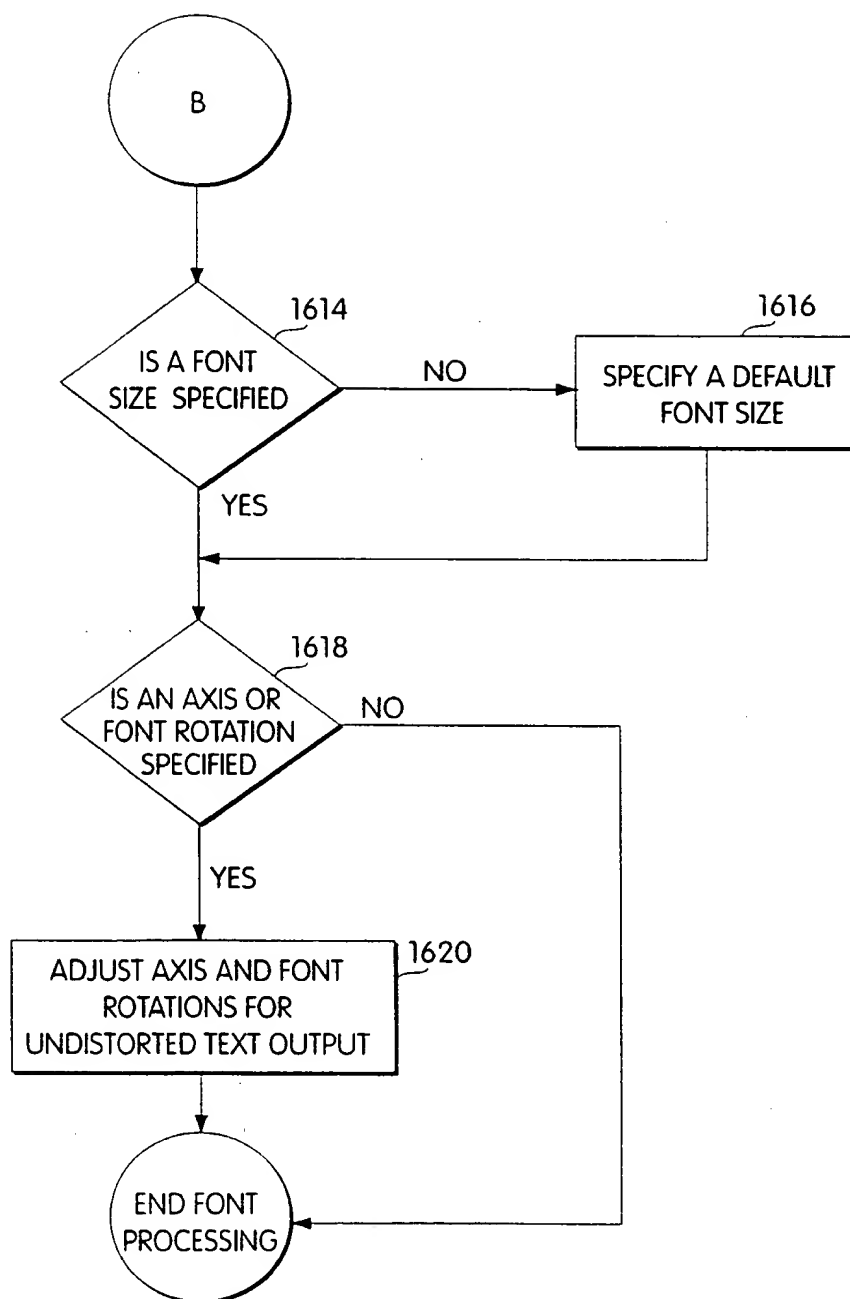 B
1614
IS A FONT
SIZE SPECIFIED
NO
1616
SPECIFY A DEFAULT
FONT SIZE
YES
1618
IS AN AXIS OR
FONT ROTATION
SPECIFIED
NO
YES
1620
ADJUST AXIS AND FONT
ROTATIONS FOR
UNDISTORTED TEXT OUTPUT
END FONT
PROCESSING